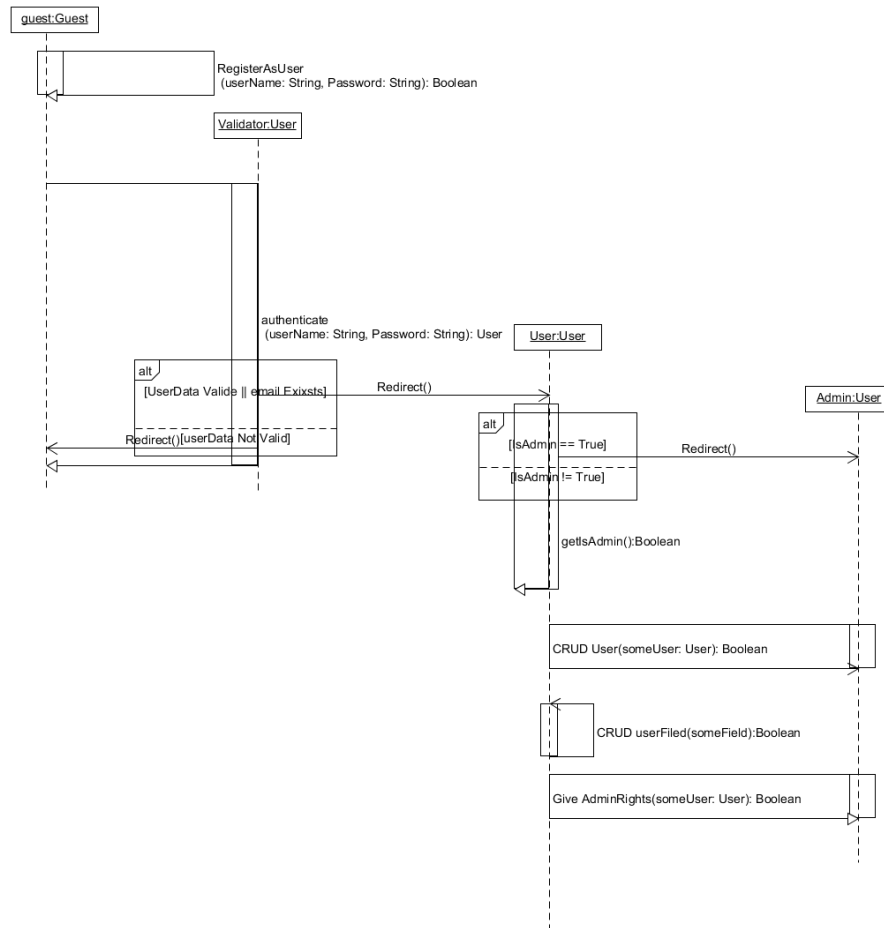 guest:Guest
RegisterAsUser
(userName: String, Password: String): Boolean
Validator:User
authenticate
(userName: String, Password: String): User
User:User
alt
[UserData Valide || email Exixsts]
Redirect()
Admin:User
alt
Redirect()
[userData Not Valid]
[IsAdmin == True]
Redirect()
[IsAdmin != True]
getIsAdmin():Boolean
CRUD User(someUser: User): Boolean
CRUD userFiled(someField):Boolean
Give AdminRights(someUser: User): Boolean